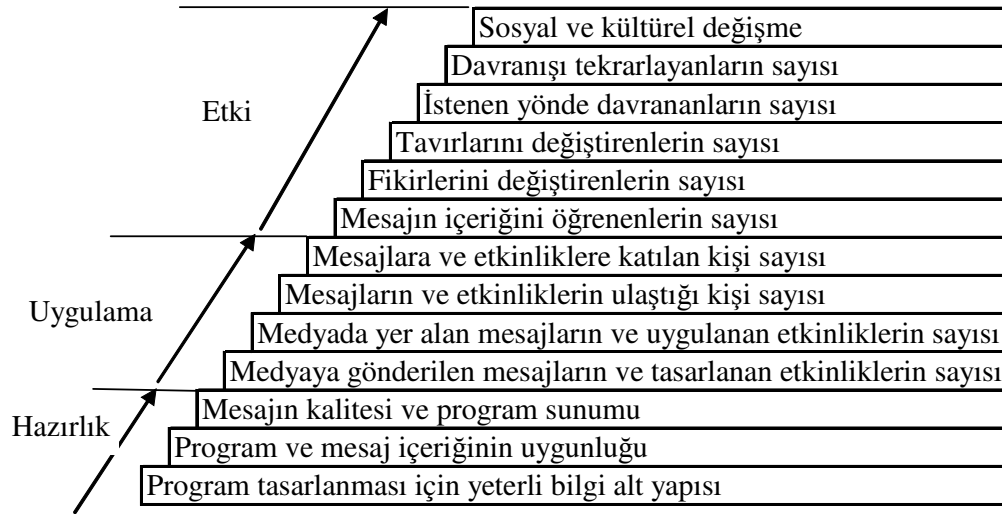 Sosyal ve kültürel değişme
Davranışı tekrarlayanların sayısı
Etki
İstenen yönde davrananların sayısı
Tavırlarını değiştirenlerin sayısı
Fikirlerini değiştirenlerin sayısı
Mesajın içeriğini öğrenenlerin sayısı
Mesajlara ve etkinliklere katılan kişi sayısı
Mesajların ve etkinliklerin ulaştığı kişi sayısı
Uygulama
Medyada yer alan mesajların ve uygulanan etkinliklerin sayısı
Medyaya gönderilen mesajların ve tasarlanan etkinliklerin sayısı
Mesajın kalitesi ve program sunumu
Hazırlık
Program ve mesaj içeriğinin uygunluğu
Program tasarlanması için yeterli bilgi alt yapısı